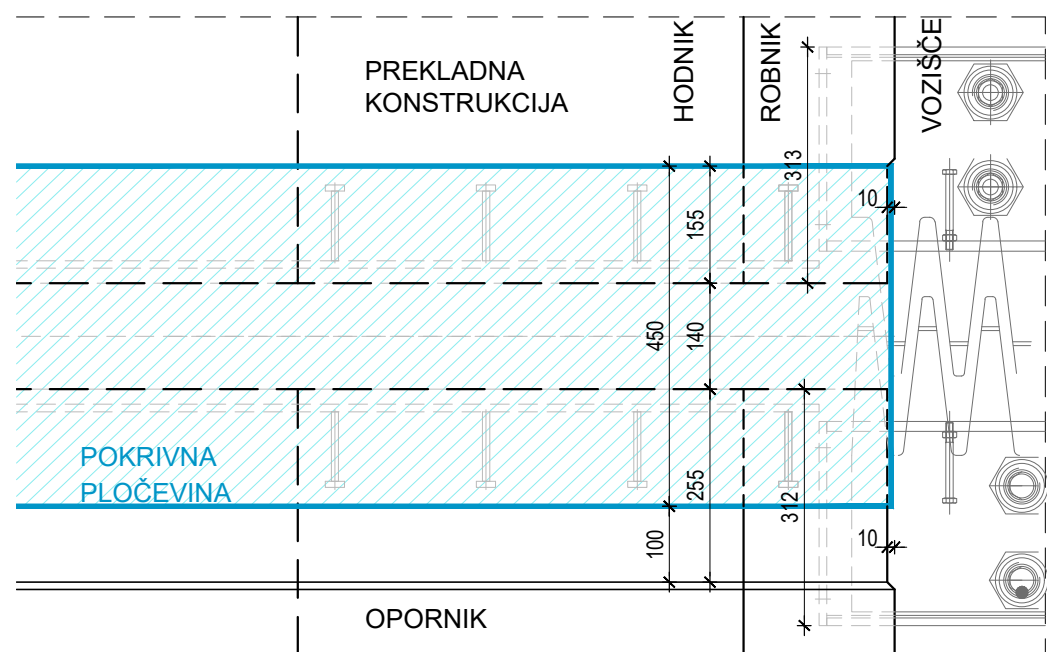 PREKLADNA
KONSTRUKCIJA
HODNIK
ROBNIK
VOZIŠČE
313
10
155
450
140
POKRIVNA
PLOČEVINA
255
312
100
10
OPORNIK